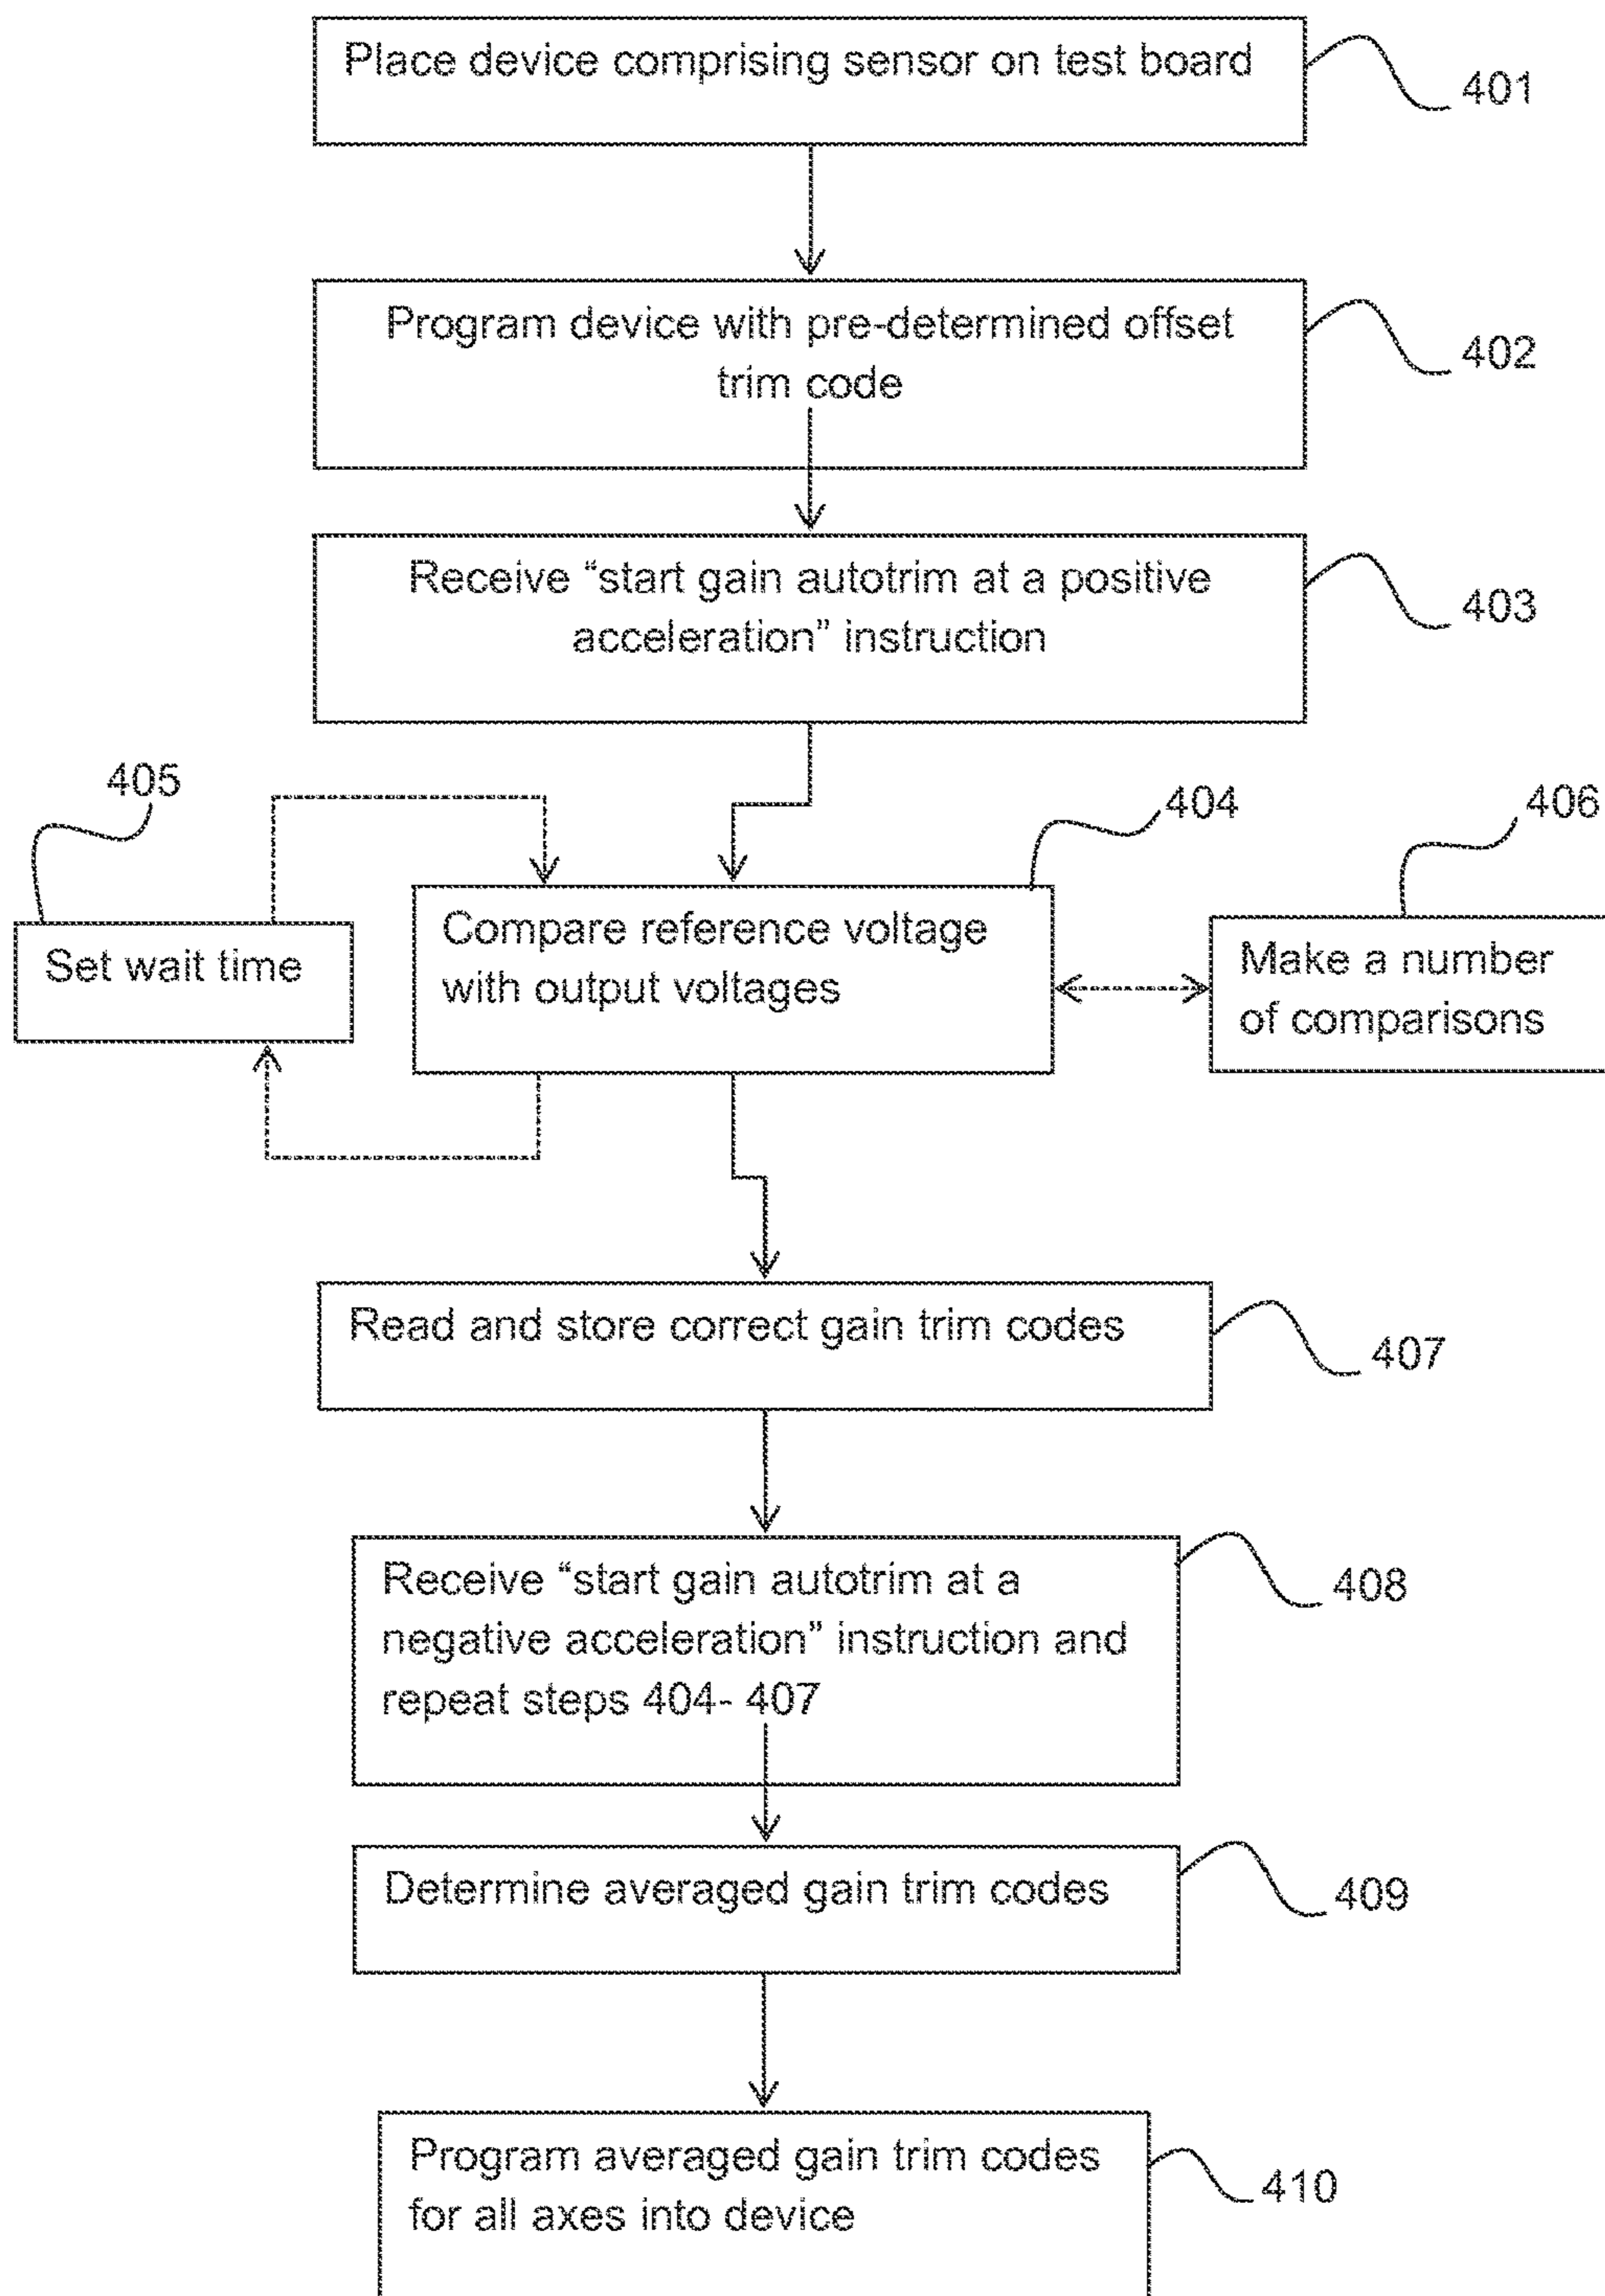 Place device comprising sensor on test board
401
Program device with pre-determined offset
trim code
402
Receive “start gain autotrim at a positive
acceleration” instruction
403
405
404
406
Set wait time
Compare reference voltage
with output voltages
Make a number
of comparisons
Read and store correct gain trim codes
407
Receive “start gain autotrim at a
negative acceleration” instruction and
repeat steps 404- 407
408
Determine averaged gain trim codes
409
Program averaged gain trim codes
for all axes into device
410